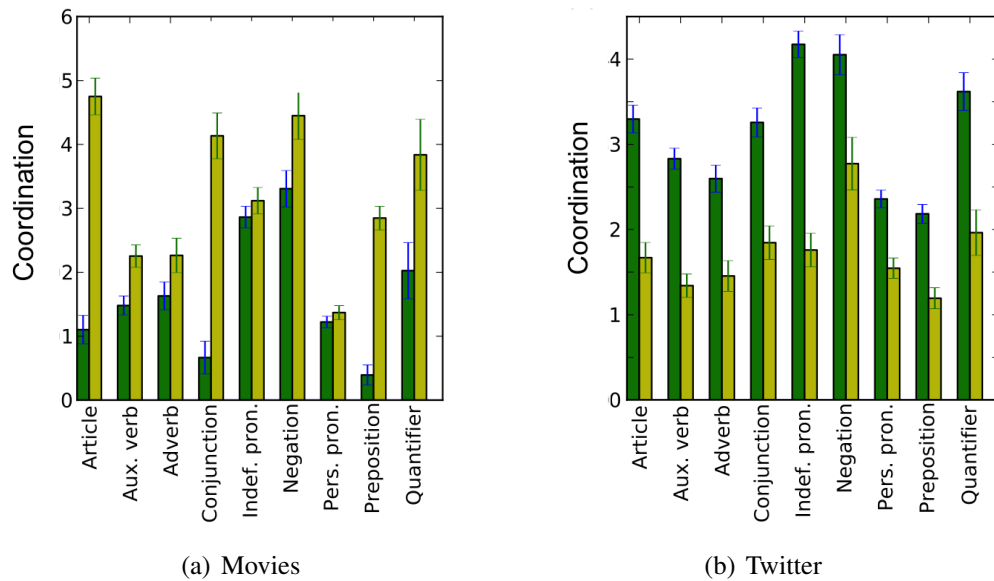 6
5
4
3
2
1
0
Coordination
Article
Aux. verb
Adverb
Conjunction
Indef. pron.
Negation
Pers. pron.
Preposition
Quantifier
(a) Movies
4
3
2
1
0
Coordination
Article
Aux. verb
Adverb
Conjunction
Indef. pron.
Negation
Pers. pron.
Preposition
Quantifier
(b) Twitter